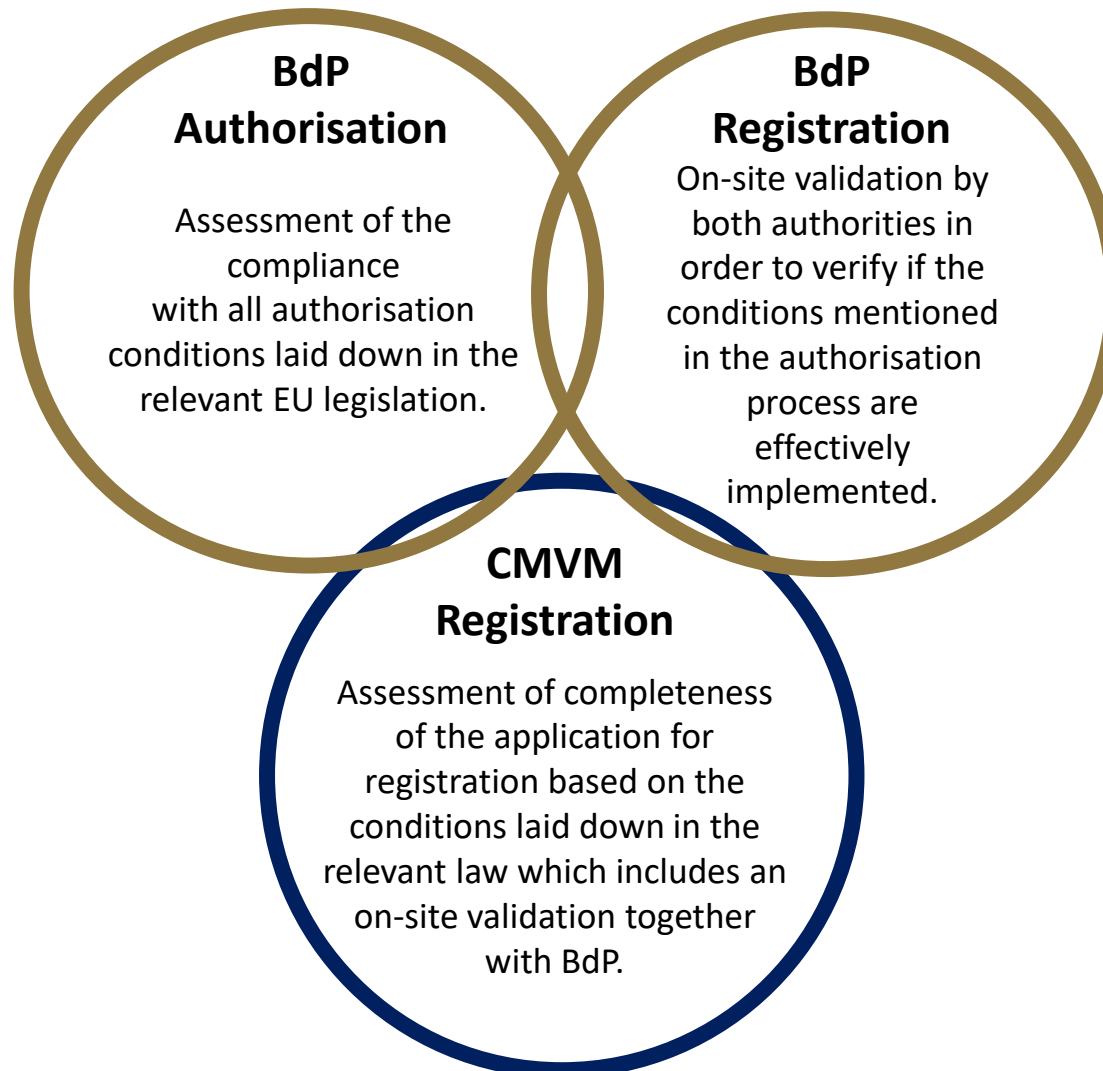 BdP
Authorisation
Assessment of the
compliance
with all authorisation
conditions laid down in the
relevant EU legislation.
BdP
Registration
On-site validation by
both authorities in
order to verify if the
conditions mentioned
in the authorisation
process are
effectively
implemented.
CMVM
Registration
Assessment of completeness
of the application for
registration based on the
conditions laid down in the
relevant law which includes an
on-site validation together
with BdP.